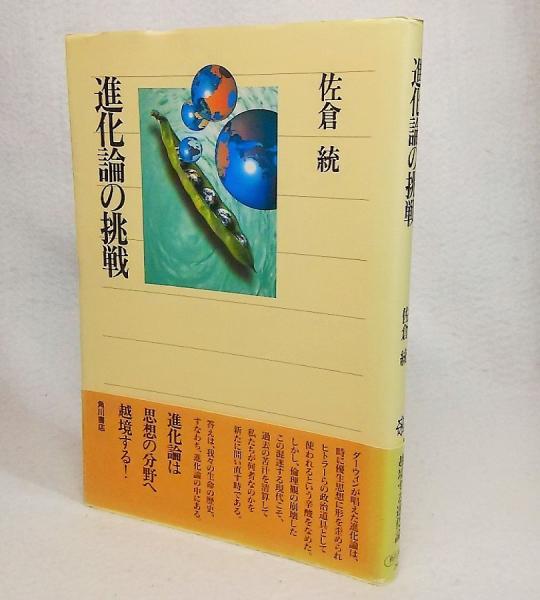 佐倉 統
進化論の挑戦
ダーウィンが唱えた進化論は、
時に優生思想に形を歪められ
ヒトラーらの政治道具として
使われるという辛酸をなめた。
しかし、倫理観の崩壊した
この混迷する現代こそ、
過去の苦汁を清算して
私たちが何者なのかを
新たに問い直す時である。
答えは、我々の生命の歴史、
すなわち、進化論の中にある。
進化論は
思想の分野へ
越境する！
角川書店
進化論の挑戦
佐倉 統